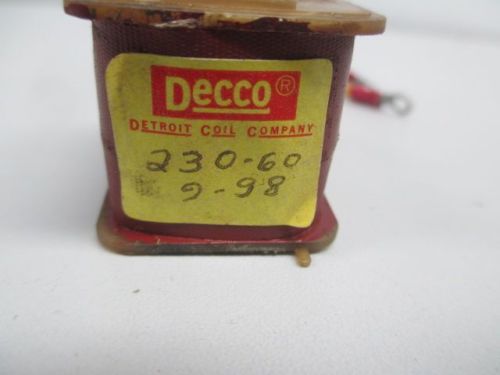 Decco®
DETROIT COIL COMPANY
230-60
9-98